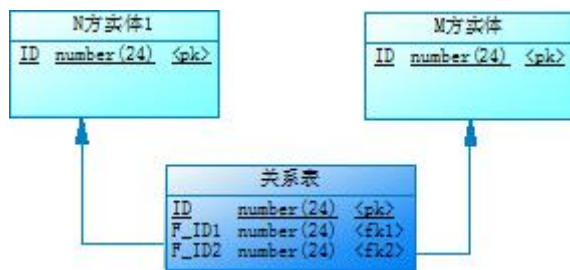 N方实体1
ID number(24) <pk>
M方实体
ID number(24) <pk>
关系表
ID number(24) <pk>
F_ID1 number(24) <fk1>
F_ID2 number(24) <fk2>